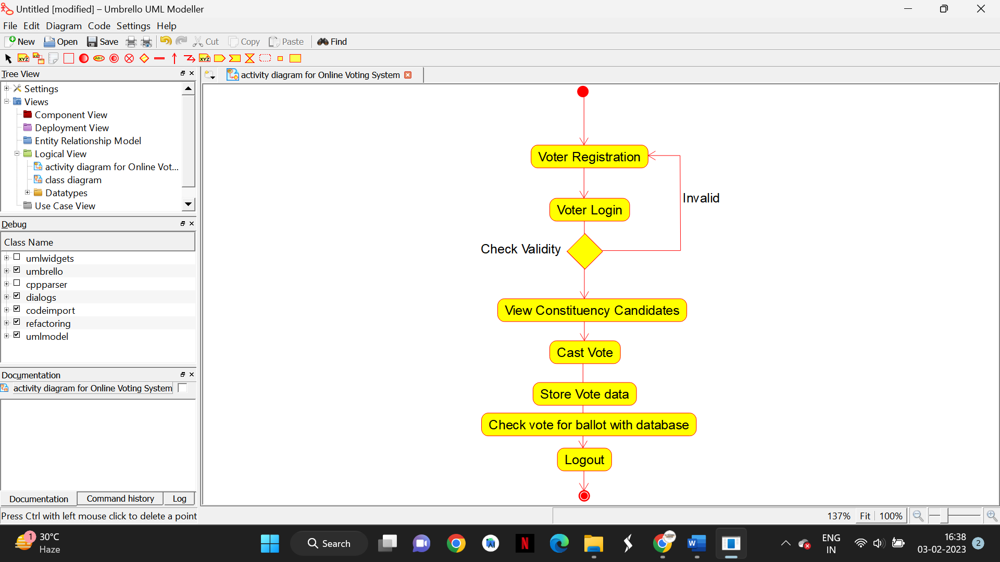 Untitled [modified] – Umbrello UML Modeller
File Edit Diagram Code Settings Help
New Open Save Cut Copy Paste Find
XYZ XYZ ABC XYZ
Tree View
activity diagram for Online Voting System
Settings
Views
Component View
Deployment View
Entity Relationship Model
Logical View
activity diagram for Online Vot...
class diagram
Datatypes
Use Case View
Debug
Class Name
umlwidgets
umbrello
cppparser
dialogs
codeimport
refactoring
umlmodel
Documentation
activity diagram for Online Voting System
Documentation Command history Log
Press Ctrl with left mouse click to delete a point
Voter Registration
Invalid
Voter Login
Check Validity
View Constituency Candidates
Cast Vote
Store Vote data
Check vote for ballot with database
Logout
137% Fit 100%
1
30°C
Haze
Search
N
W
ENG
IN
16:38
03-02-2023
2